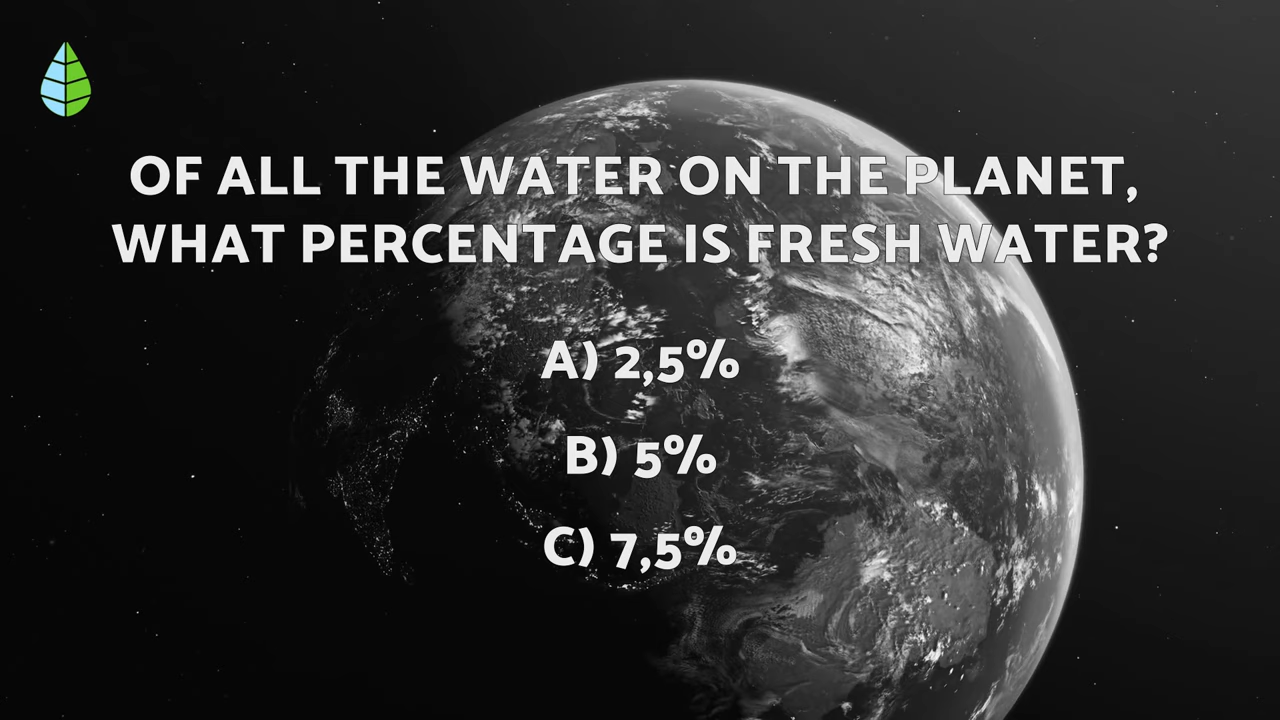 OF ALL THE WATER ON THE PLANET,
WHAT PERCENTAGE IS FRESH WATER?
A) 2,5%
B) 5%
C) 7,5%